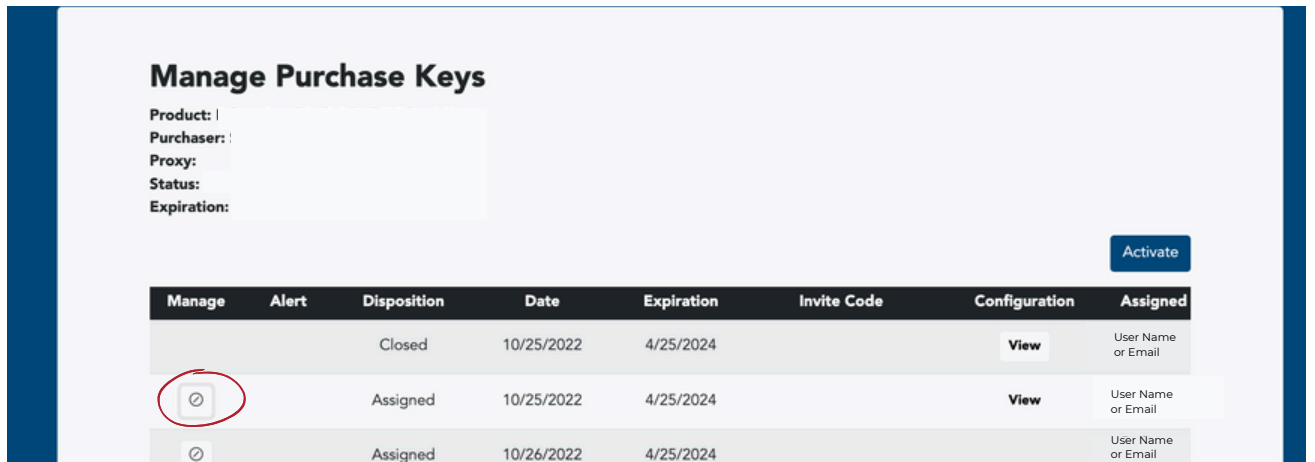 Manage Purchase Keys
Product:
Purchaser:
Proxy:
Status:
Expiration:
Activate
Manage Alert Disposition Date Expiration Invite Code Configuration Assigned
Closed 10/25/2022 4/25/2024 View User Name
or Email
Assigned 10/25/2022 4/25/2024 View User Name
or Email
Assigned 10/26/2022 4/25/2024 User Name
or Email